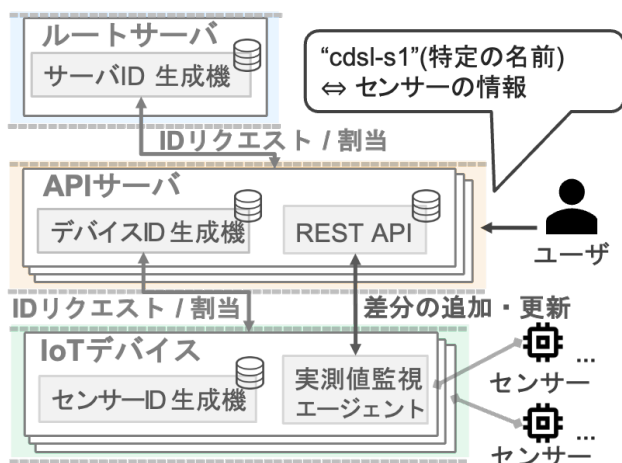 ルートサーバ
サーバID 生成機
“cdsl-s1”(特定の名前)
⇔ センサーの情報
IDリクエスト / 割当
APIサーバ
デバイスID 生成機
REST API
ユーザ
IDリクエスト / 割当
差分の追加・更新
IoTデバイス
センサーID 生成機
実測値監視
エージェント
...
センサー
...
センサー